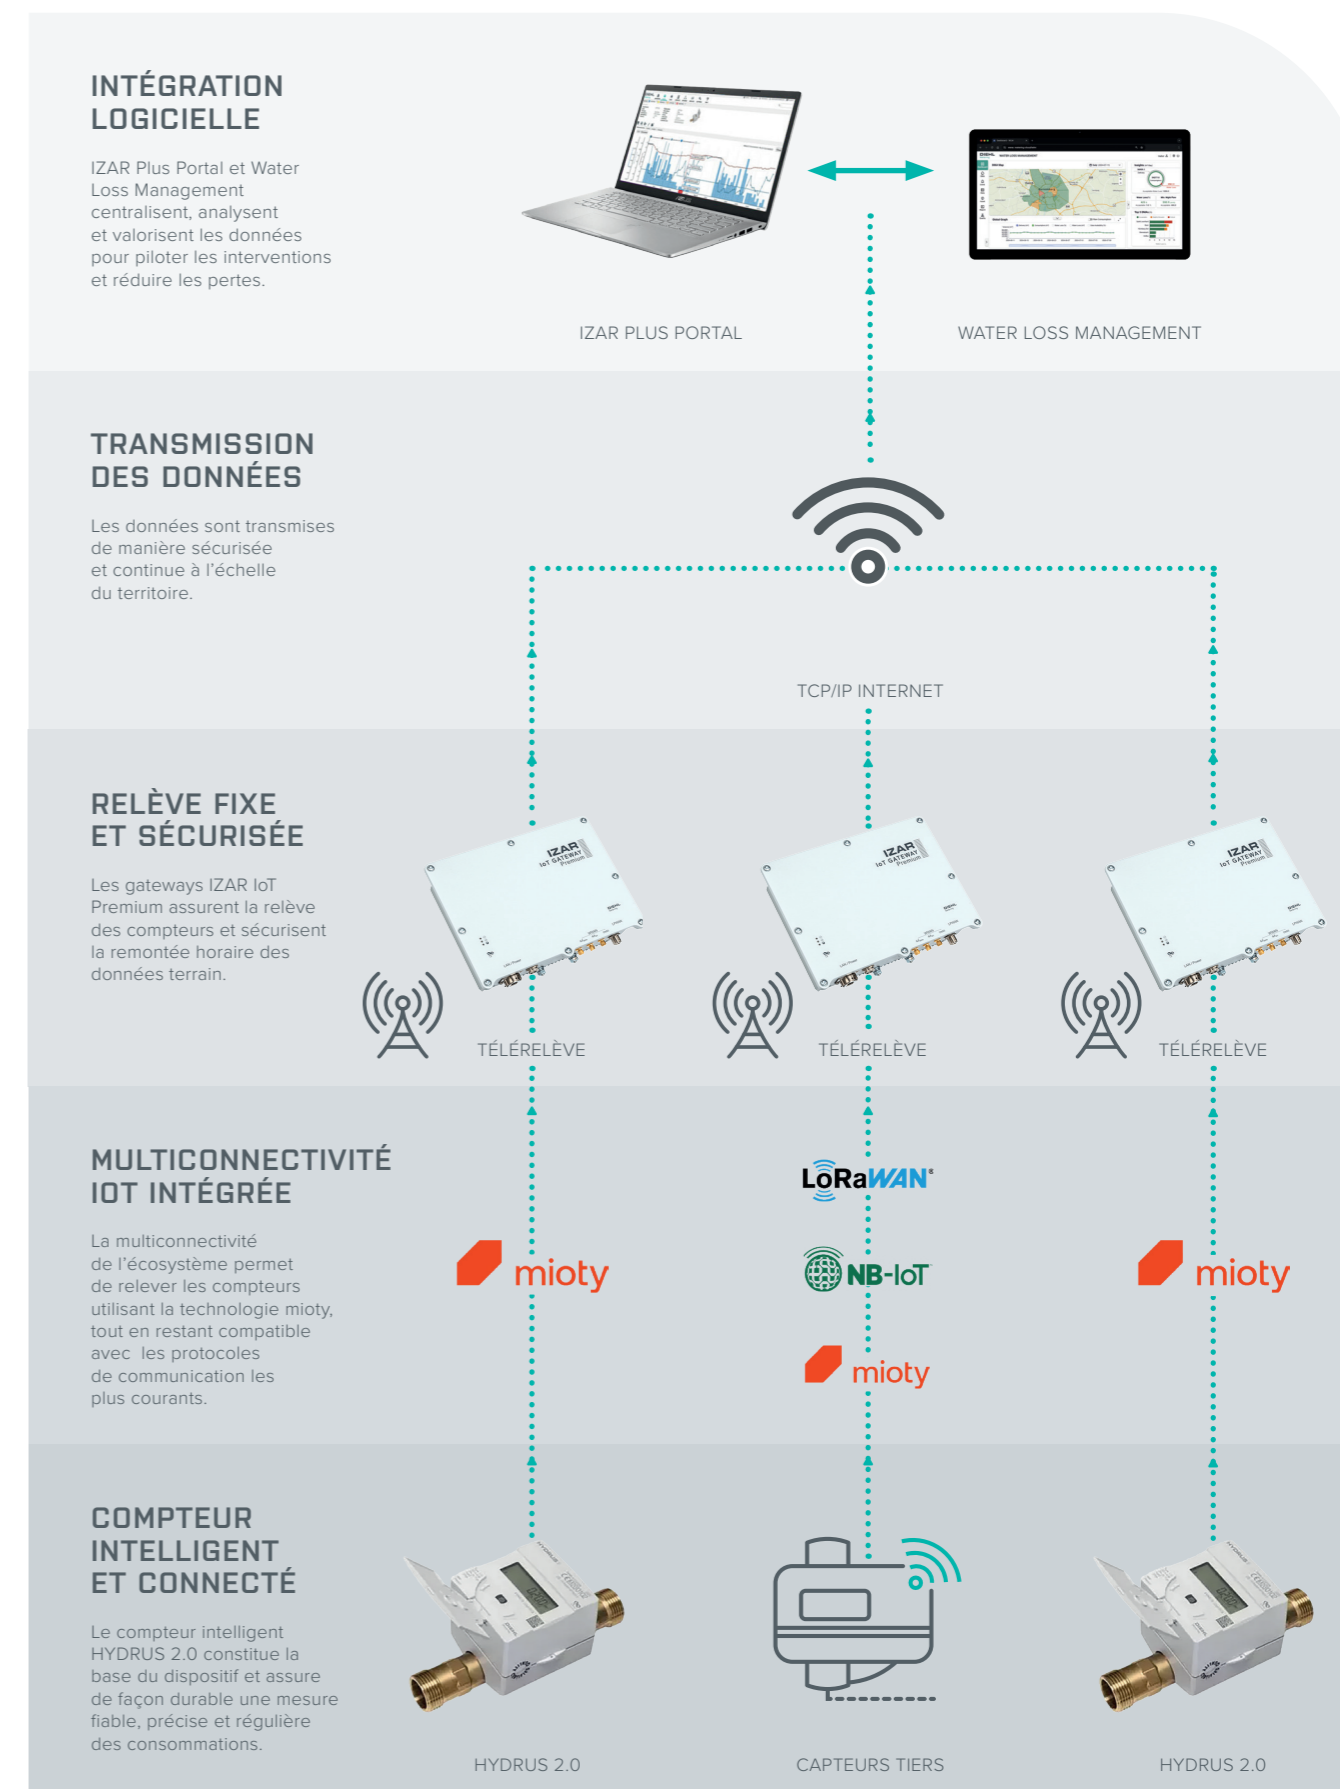 INTÉGRATION
LOGICIELLE
IZAR Plus Portal et Water
Loss Management
centralisent, analysent
et valorisent les données
pour piloter les interventions
et réduire les pertes.
WATER LOSS MANAGEMENT
IZAR PLUS PORTAL
WATER LOSS MANAGEMENT
TRANSMISSION
DES DONNÉES
Les données sont transmises
de manière sécurisée
et continue à l'échelle
du territoire.
TCP/IP INTERNET
RELÈVE FIXE
ET SÉCURISÉE
Les gateways IZAR IoT
Premium assurent la relève
des compteurs et sécurisent
la remontée horaire des
données terrain.
IZAR
IoT GATEWAY
Premium
IZAR
IoT GATEWAY
Premium
IZAR
IoT GATEWAY
Premium
TÉLÉRELÈVE
TÉLÉRELÈVE
TÉLÉRELÈVE
MULTICONNECTIVITÉ
IOT INTÉGRÉE
La multiconnectivité
de l'écosystème permet
de relever les compteurs
utilisant la technologie mioty,
tout en restant compatible
avec les protocoles
de communication les
plus courants.
mioty
LoRaWAN®
NB-IoT
mioty
mioty
COMPTEUR
INTELLIGENT
ET CONNECTÉ
Le compteur intelligent
HYDRUS 2.0 constitue la
base du dispositif et assure
de façon durable une mesure
fiable, précise et régulière
des consommations.
HYDRUS
HYDRUS
HYDRUS 2.0
CAPTEURS TIERS
HYDRUS 2.0